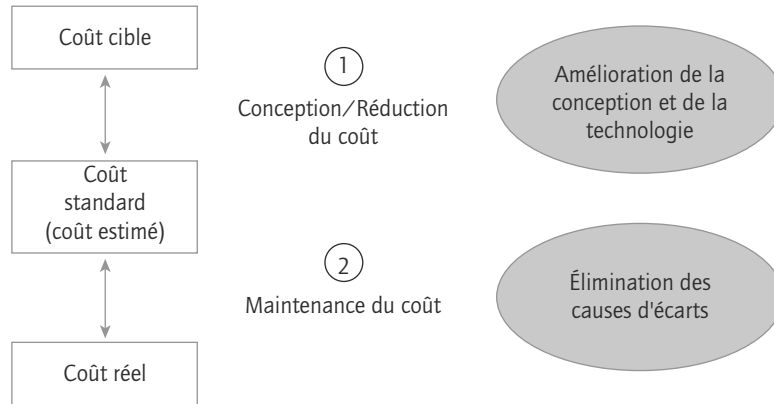 Coût cible
1
Conception/Réduction
du coût
Amélioration de la
conception et de la
technologie
Coût
standard
(coût estimé)
2
Maintenance du coût
Élimination des
causes d'écarts
Coût réel